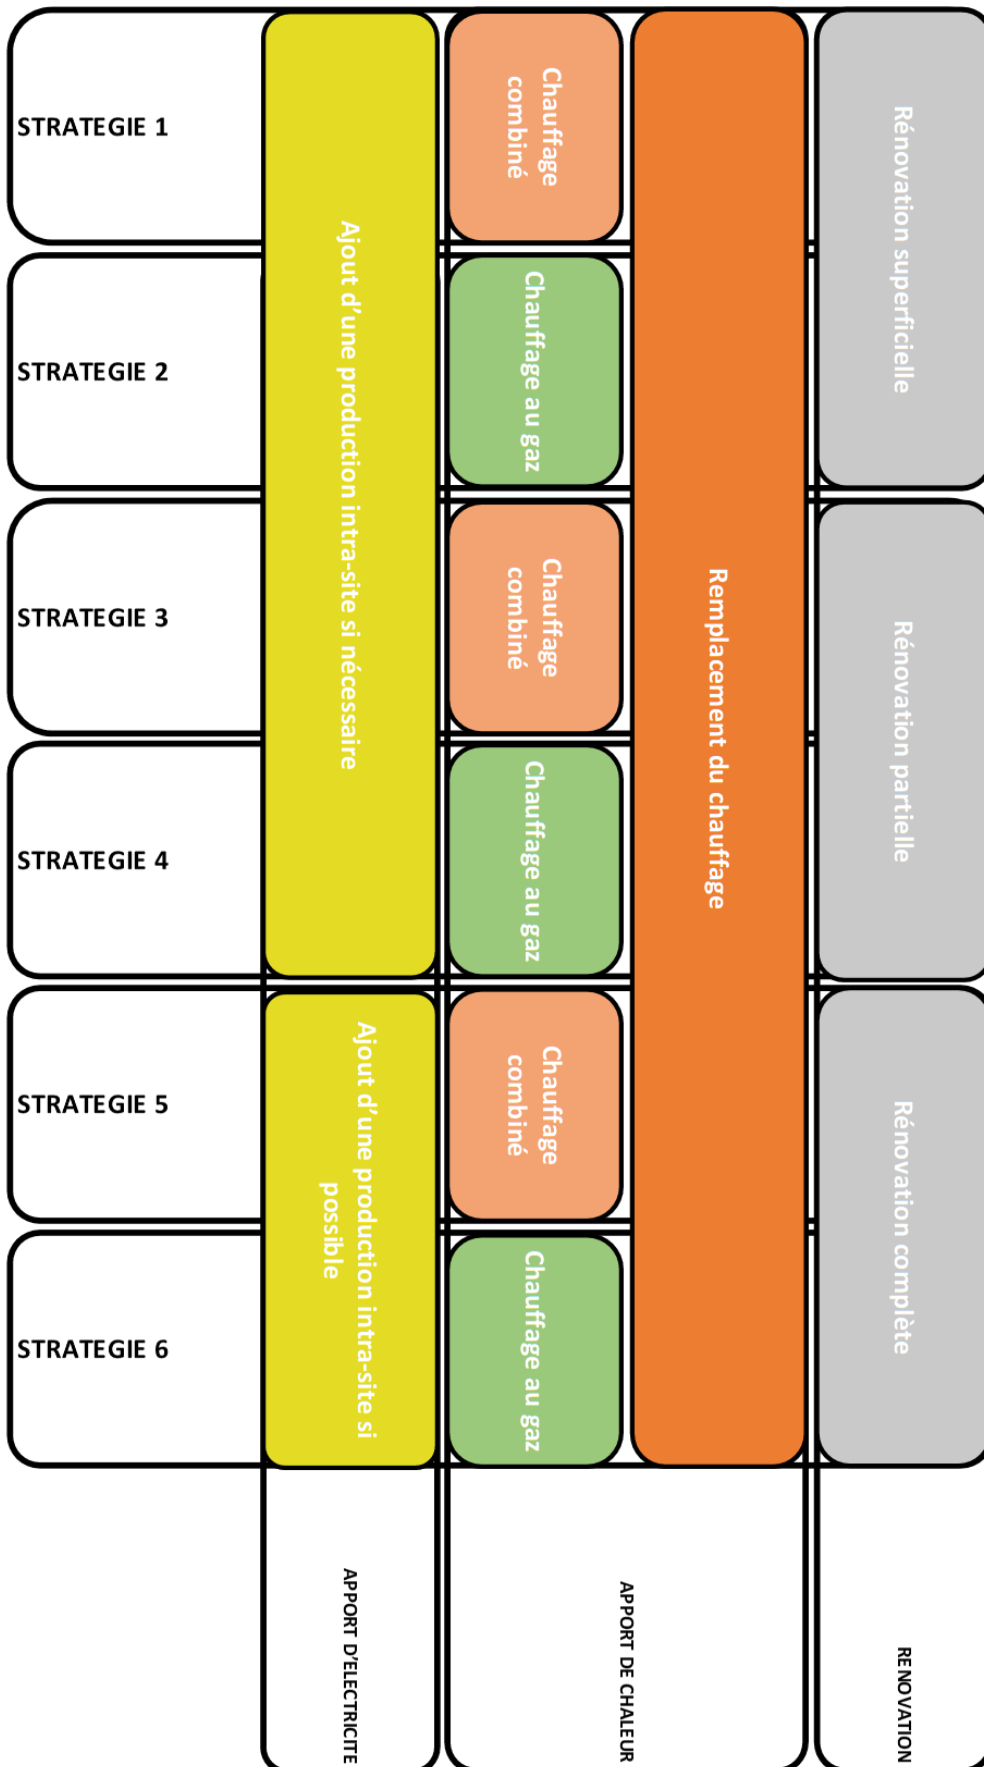 STRATEGIE 1
STRATEGIE 2
STRATEGIE 3
STRATEGIE 4
STRATEGIE 5
STRATEGIE 6
Ajout d’une production intra-site si nécessaire
Ajout d’une production intra-site si
possible
APPORT D’ELECTRICITE
Chauffage
combiné
Chauffage au gaz
Chauffage
combiné
Chauffage au gaz
Chauffage
combiné
Chauffage au gaz
Remplacement du chauffage
APPORT DE CHALEUR
Rénovation superficielle
Rénovation partielle
Rénovation complète
RENOVATION